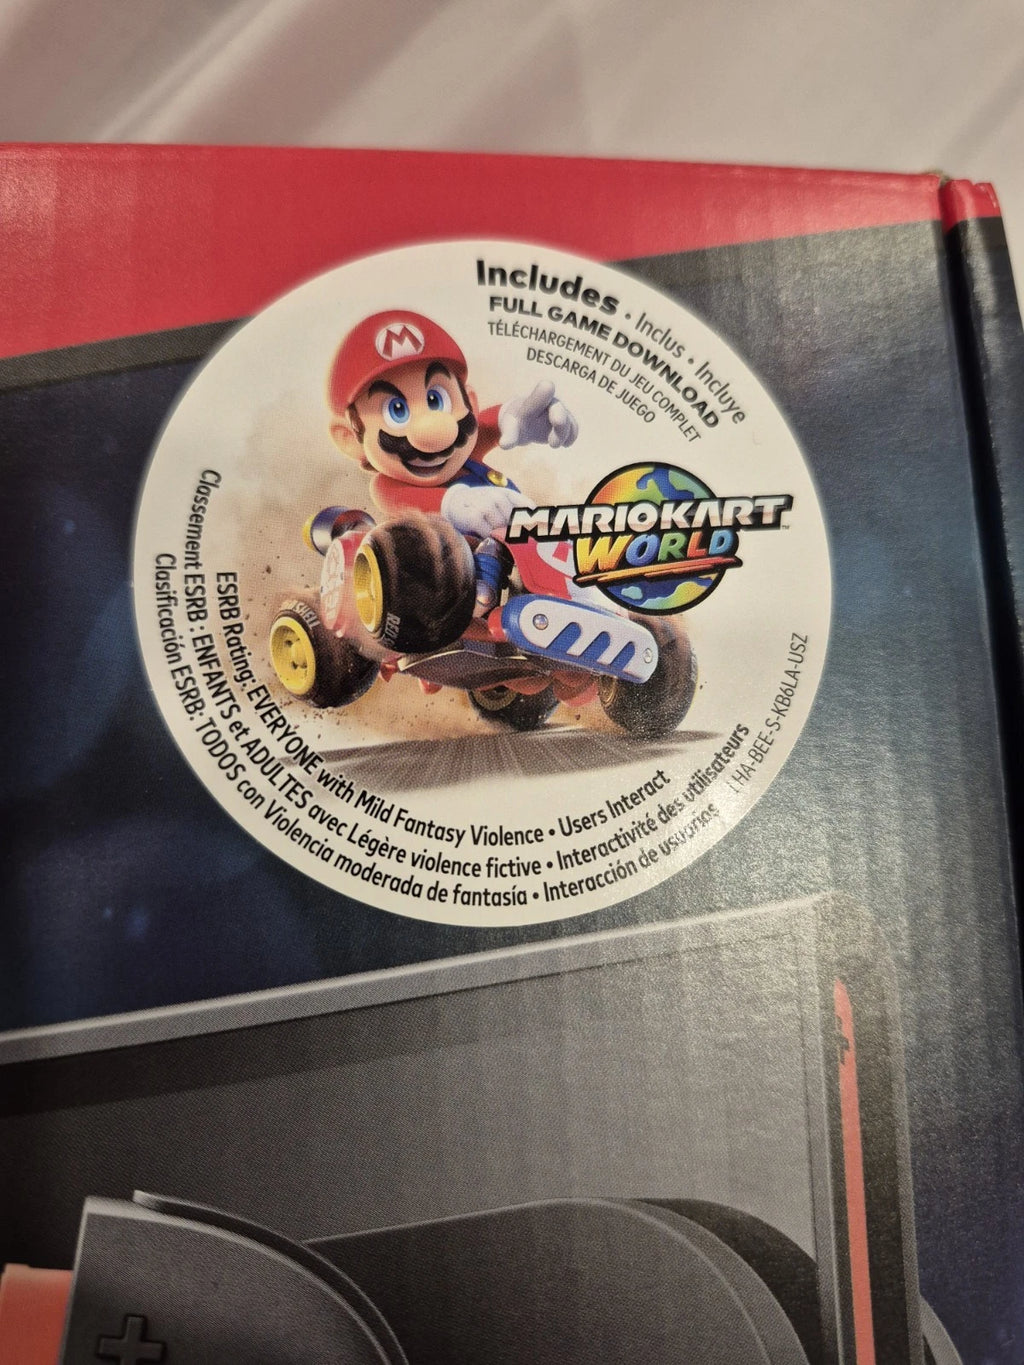 Includes • Inclus • Incluye
FULL GAME DOWNLOAD
TÉLÉCHARGEMENT DU JEU COMPLET
DESCARGA DE JUEGO
M
MARIOKART™
WORLD
ESRB Rating: EVERYONE with Mild Fantasy Violence • Users Interact
Classement ESRB : ENFANTS et ADULTES avec Légère violence fictive • Interactivité des utilisateurs
Clasificación ESRB: TODOS con Violencia moderada de fantasía • Interacción de usuarios
HA-BEE-S-KB6LA-USZ